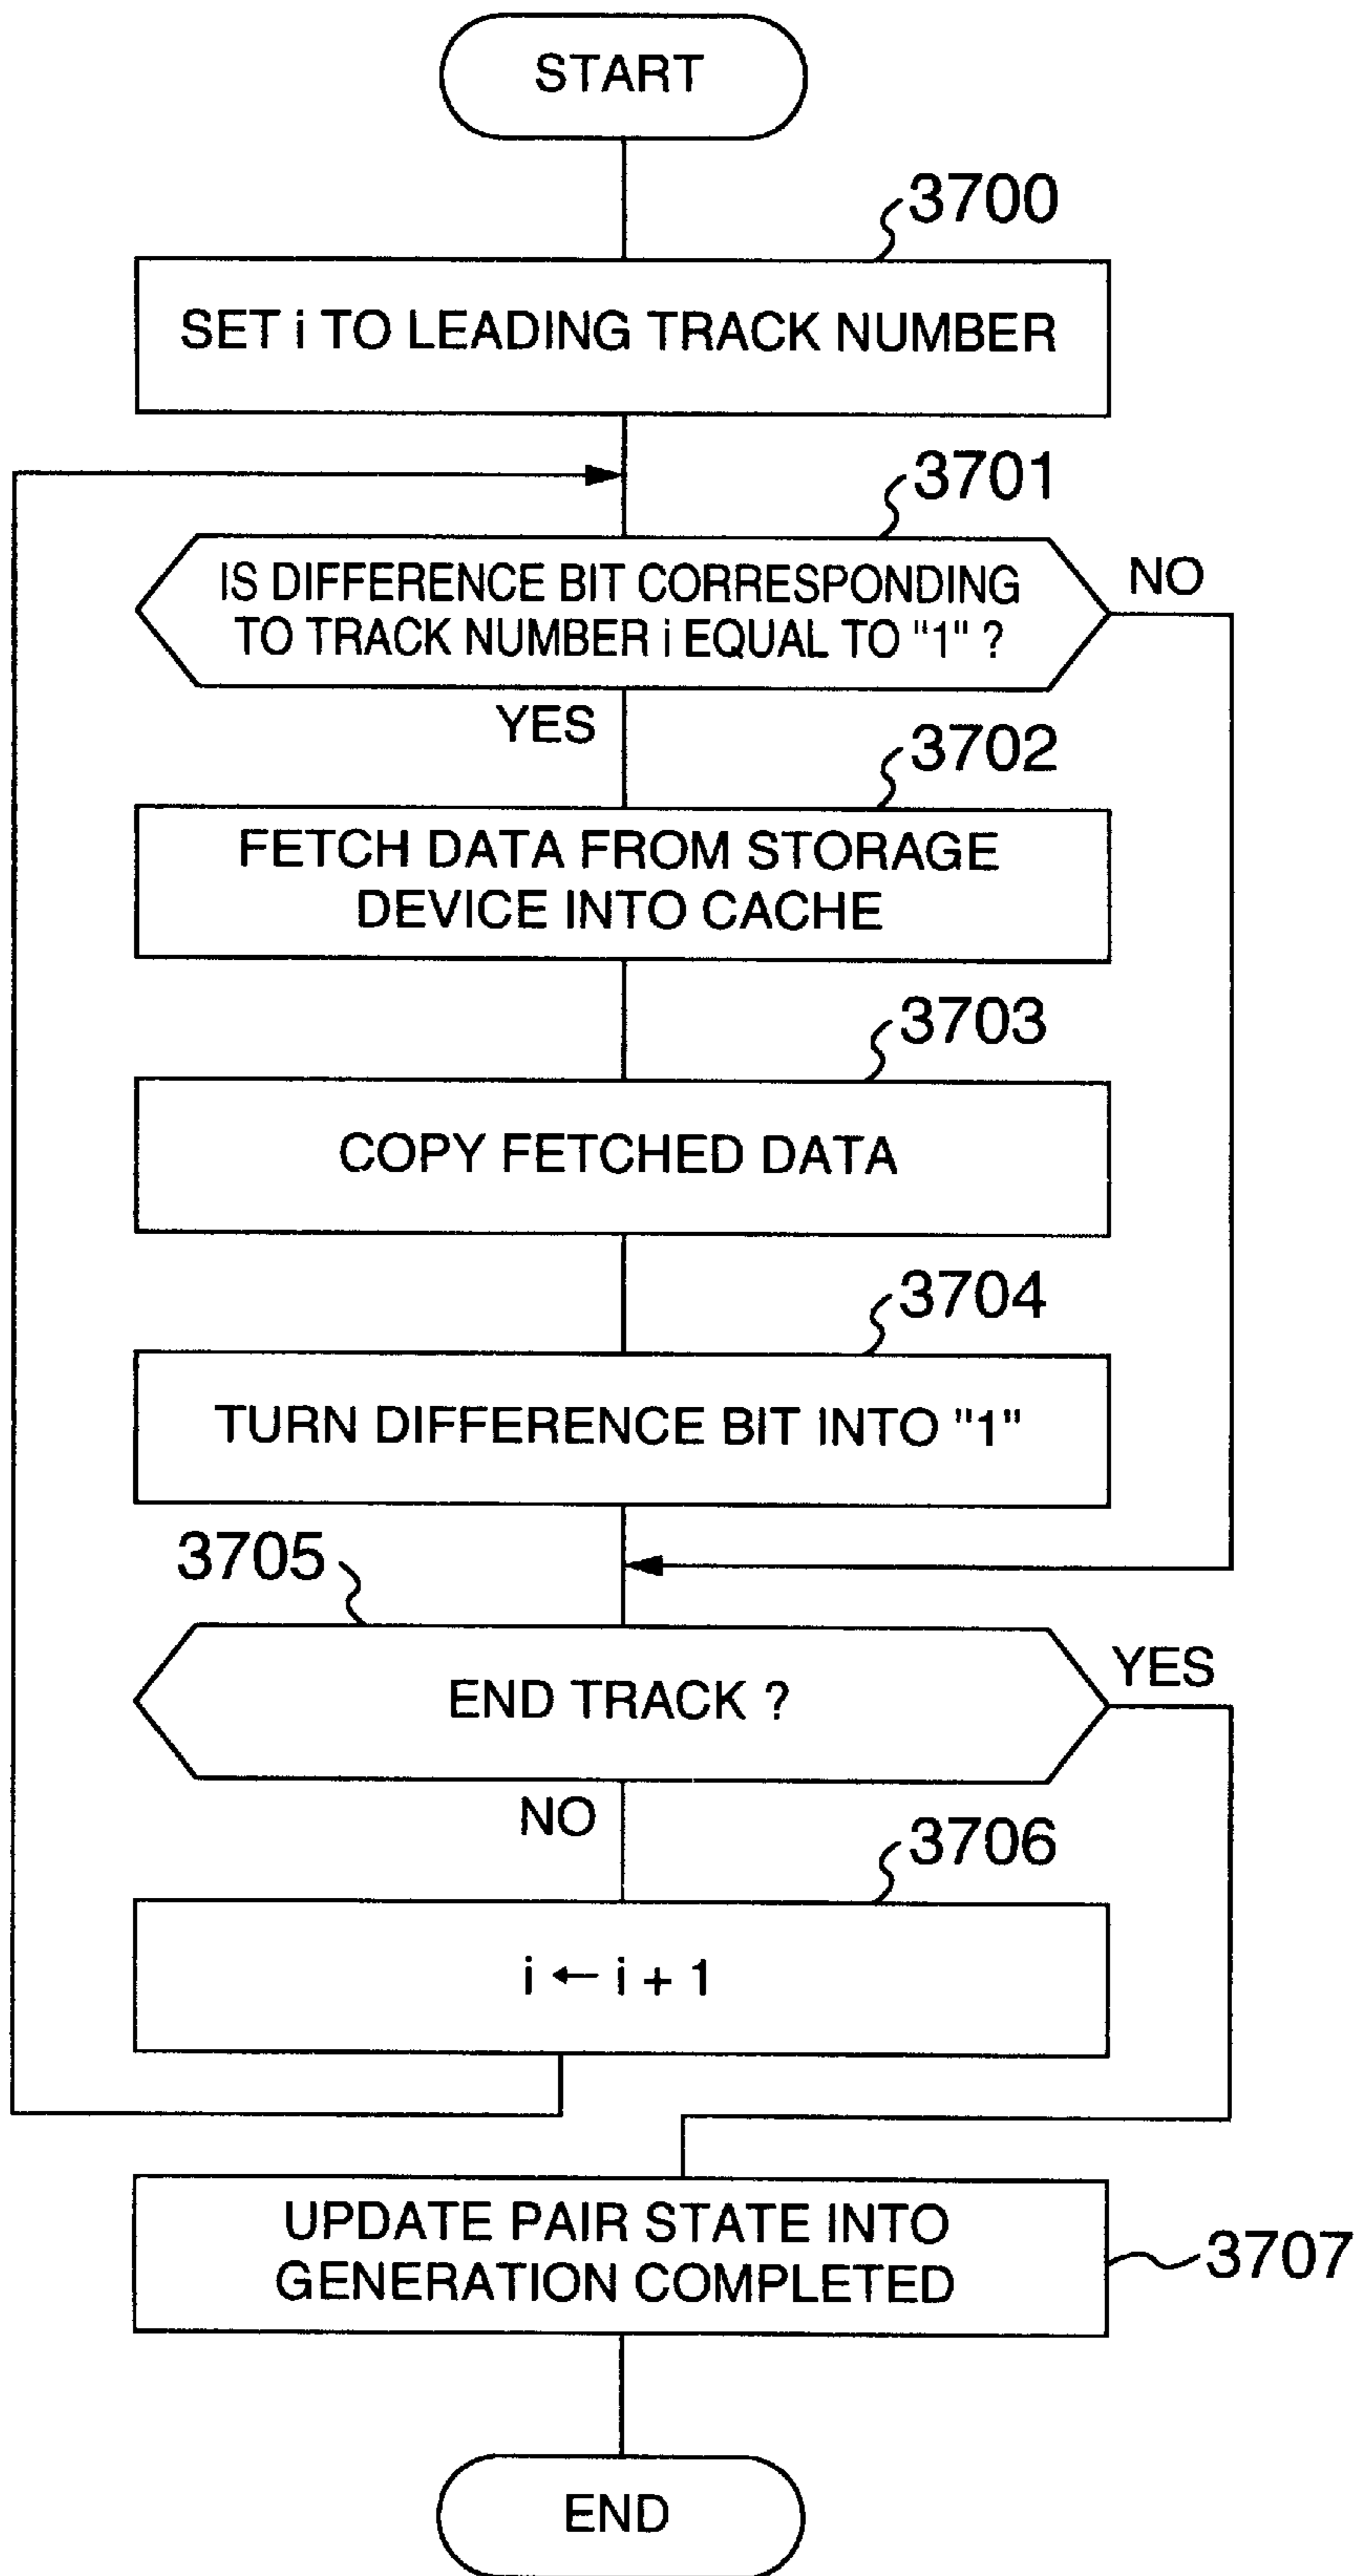 START
3700
SET i TO LEADING TRACK NUMBER
3701
IS DIFFERENCE BIT CORRESPONDING
TO TRACK NUMBER i EQUAL TO "1" ?
NO
YES
3702
FETCH DATA FROM STORAGE
DEVICE INTO CACHE
3703
COPY FETCHED DATA
3704
TURN DIFFERENCE BIT INTO "1"
3705
END TRACK ?
YES
NO
3706
i ← i + 1
UPDATE PAIR STATE INTO
GENERATION COMPLETED
3707
END